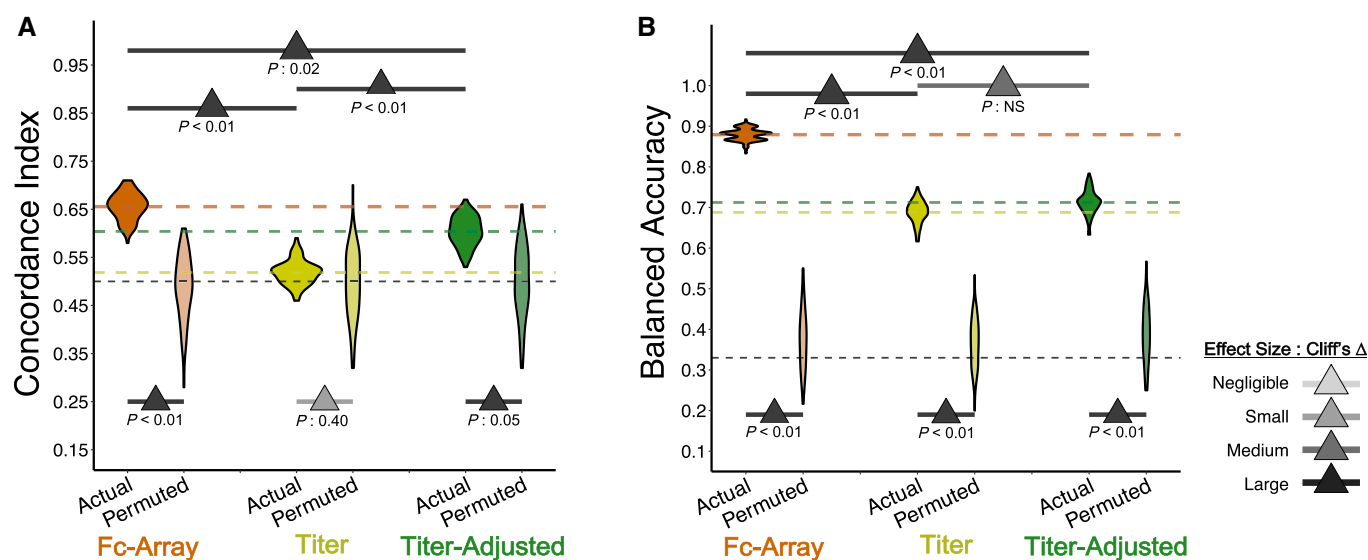 A
Concordance Index
0.95
0.85
0.75
0.65
0.55
0.45
0.35
0.25
0.15
P : 0.02
P < 0.01
P < 0.01
P < 0.01
P : 0.40
P : 0.05
Actual
Permuted
Actual
Permuted
Actual
Permuted
Fc-Array
Titer
Titer-Adjusted
B
Balanced Accuracy
1.0
0.9
0.8
0.7
0.6
0.5
0.4
0.3
0.2
0.1
P < 0.01
P < 0.01
P : NS
P < 0.01
P < 0.01
P < 0.01
Actual
Permuted
Actual
Permuted
Actual
Permuted
Fc-Array
Titer
Titer-Adjusted
Effect Size : Cliff's Δ
Negligible
Small
Medium
Large